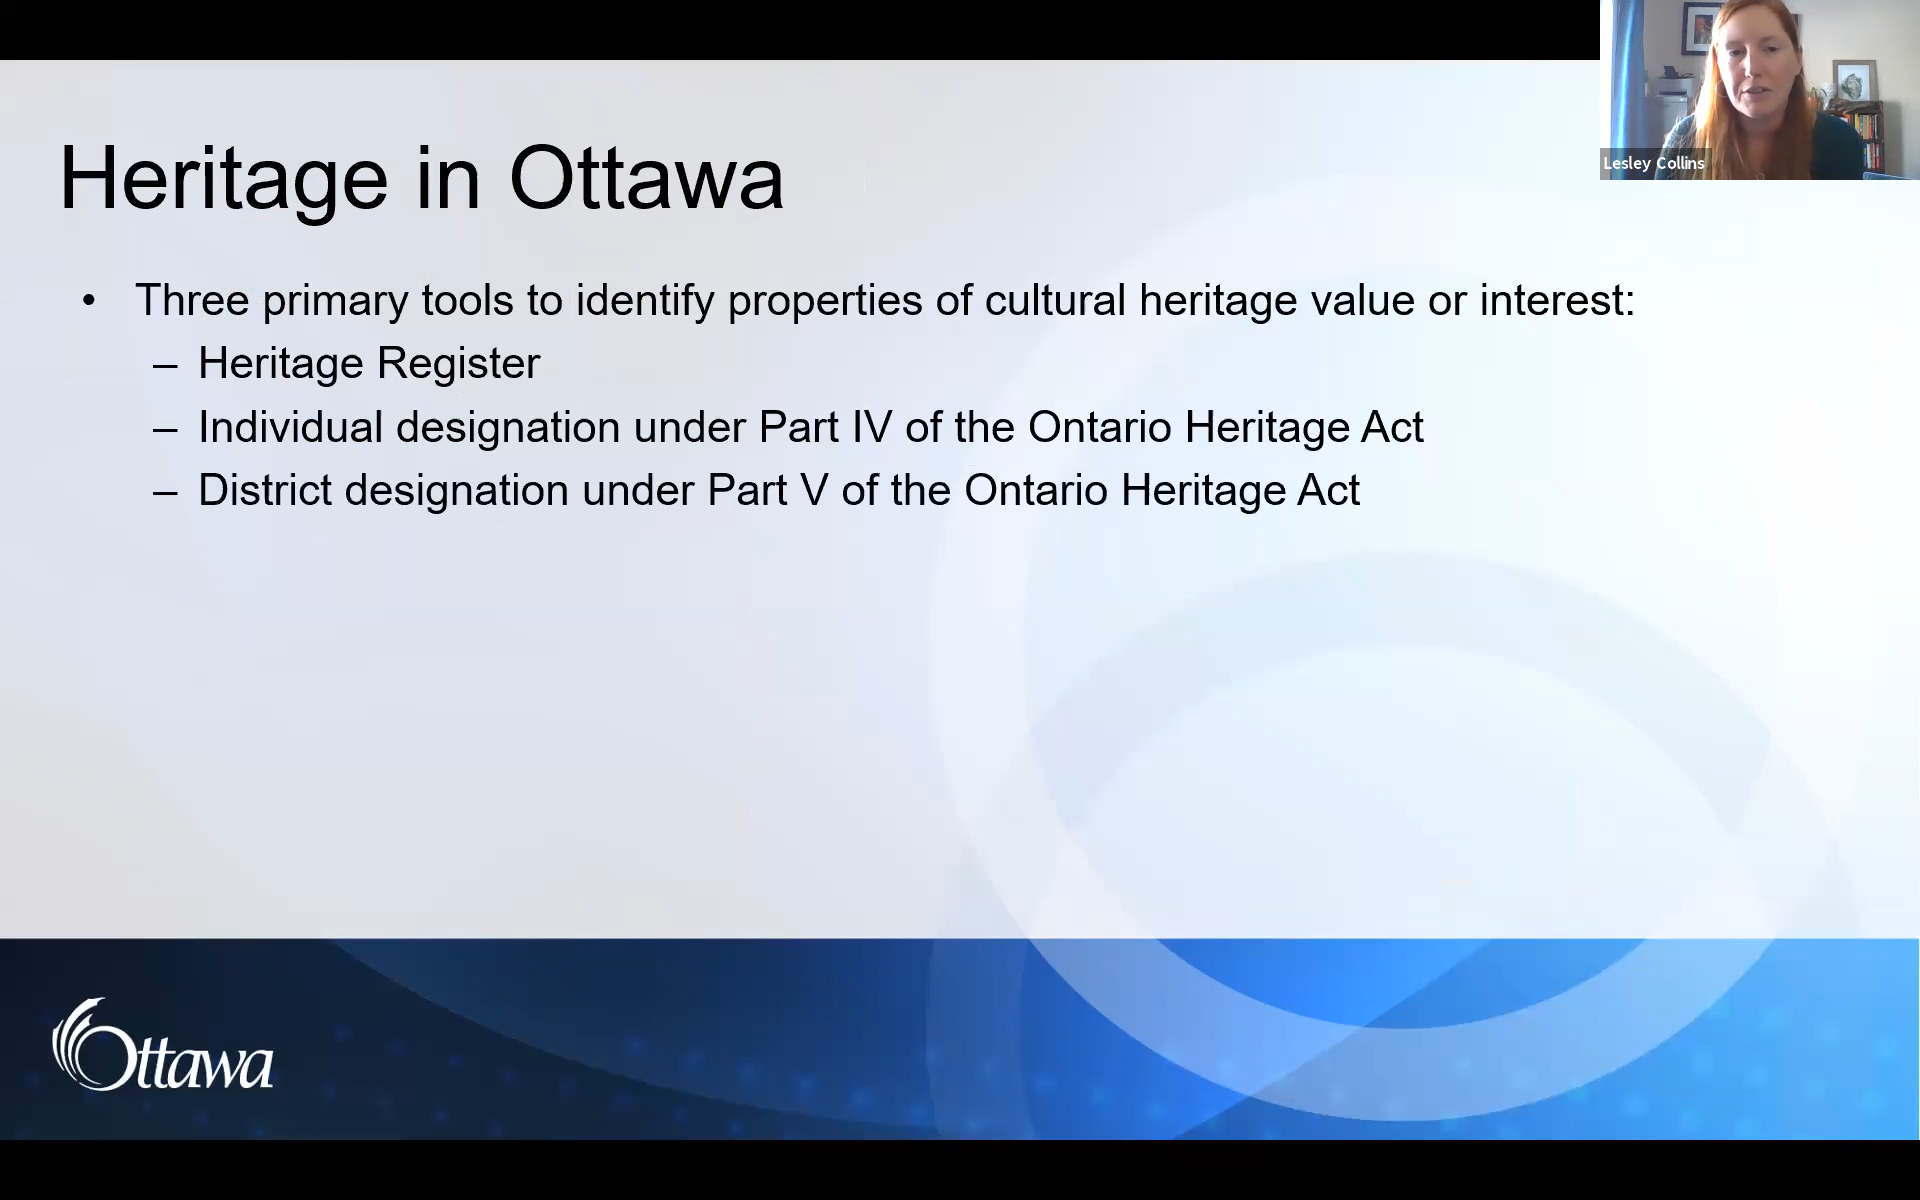 Lesley Collins
Heritage in Ottawa
• Three primary tools to identify properties of cultural heritage value or interest:
– Heritage Register
– Individual designation under Part IV of the Ontario Heritage Act
– District designation under Part V of the Ontario Heritage Act
Ottawa